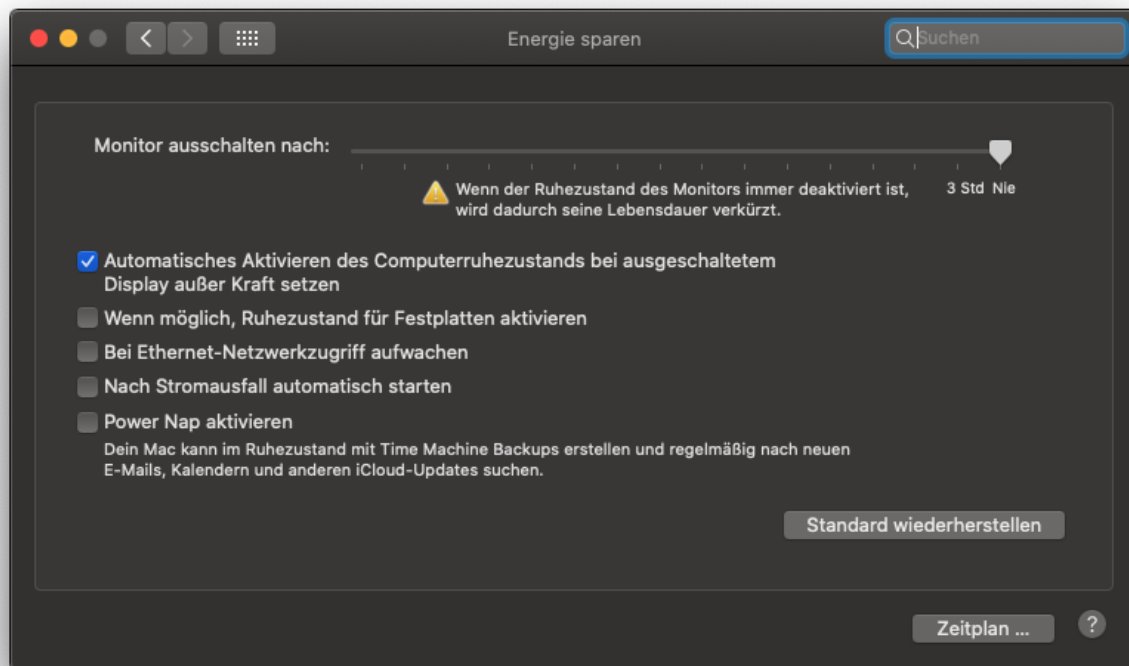 Energie sparen
Suchen
Monitor ausschalten nach:
3 Std Nie
Wenn der Ruhezustand des Monitors immer deaktiviert ist,
wird dadurch seine Lebensdauer verkürzt.
Automatisches Aktivieren des Computerruhezustands bei ausgeschaltetem
Display außer Kraft setzen
Wenn möglich, Ruhezustand für Festplatten aktivieren
Bei Ethernet-Netzwerkzugriff aufwachen
Nach Stromausfall automatisch starten
Power Nap aktivieren
Dein Mac kann im Ruhezustand mit Time Machine Backups erstellen und regelmäßig nach neuen
E-Mails, Kalendern und anderen iCloud-Updates suchen.
Standard wiederherstellen
Zeitplan ...
?